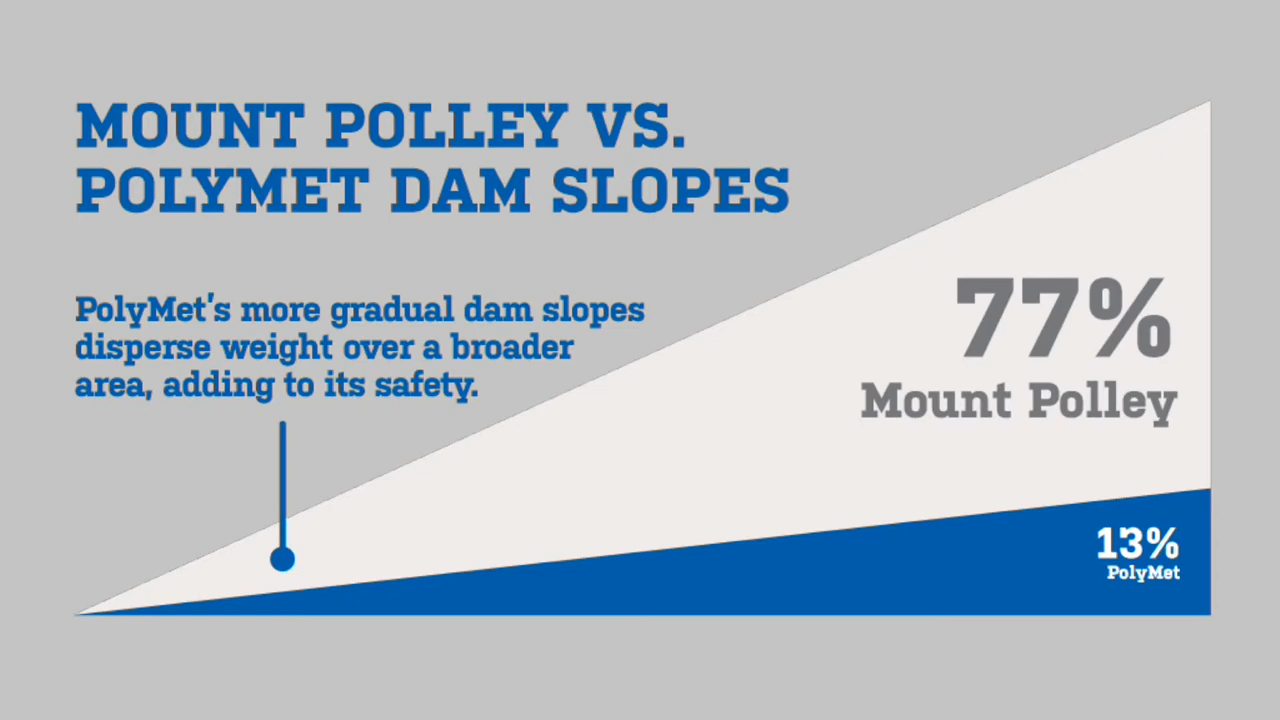 MOUNT POLLEY VS.
POLYMET DAM SLOPES
PolyMet's more gradual dam slopes
disperse weight over a broader
area, adding to its safety.
77%
Mount Polley
13%
PolyMet